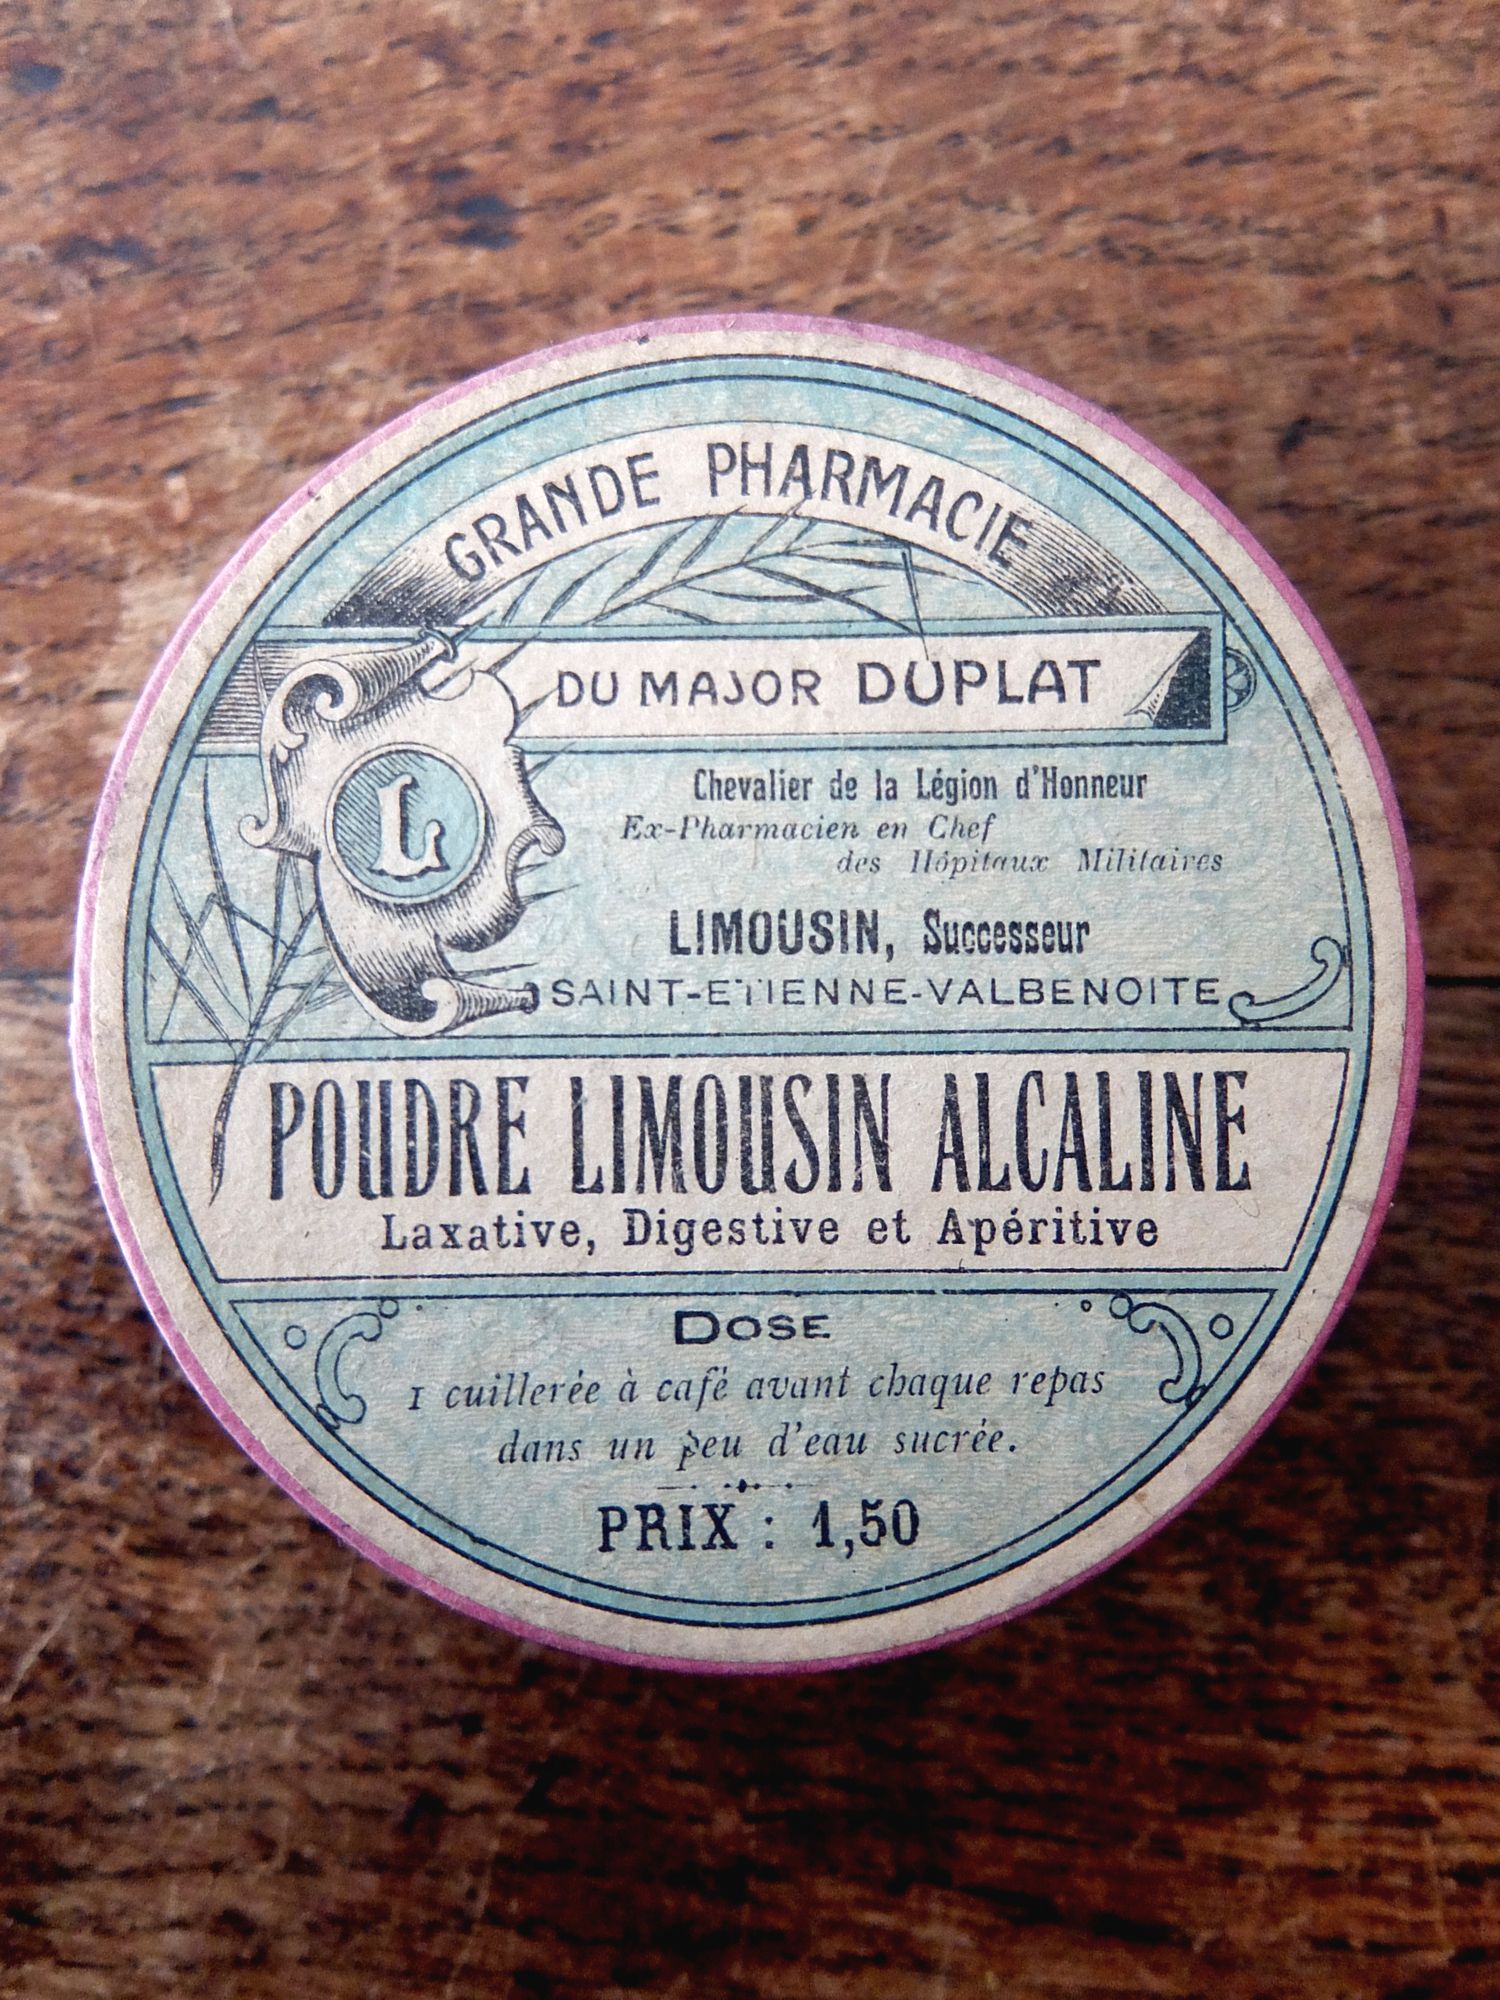 GRANDE PHARMACIE
DU MAJOR DUPLAT
L
Chevalier de la Légion d'Honneur
Ex-Pharmacien en Chef
des Hôpitaux Militaires
LIMOUSIN, Successeur
SAINT-ETIENNE-VALBENOITE
POUDRE LIMOUSIN ALCALINE
Laxative, Digestive et Apéritive
DOSE
1 cuillerée à café avant chaque repas
dans un peu d'eau sucrée.
PRIX : 1,50